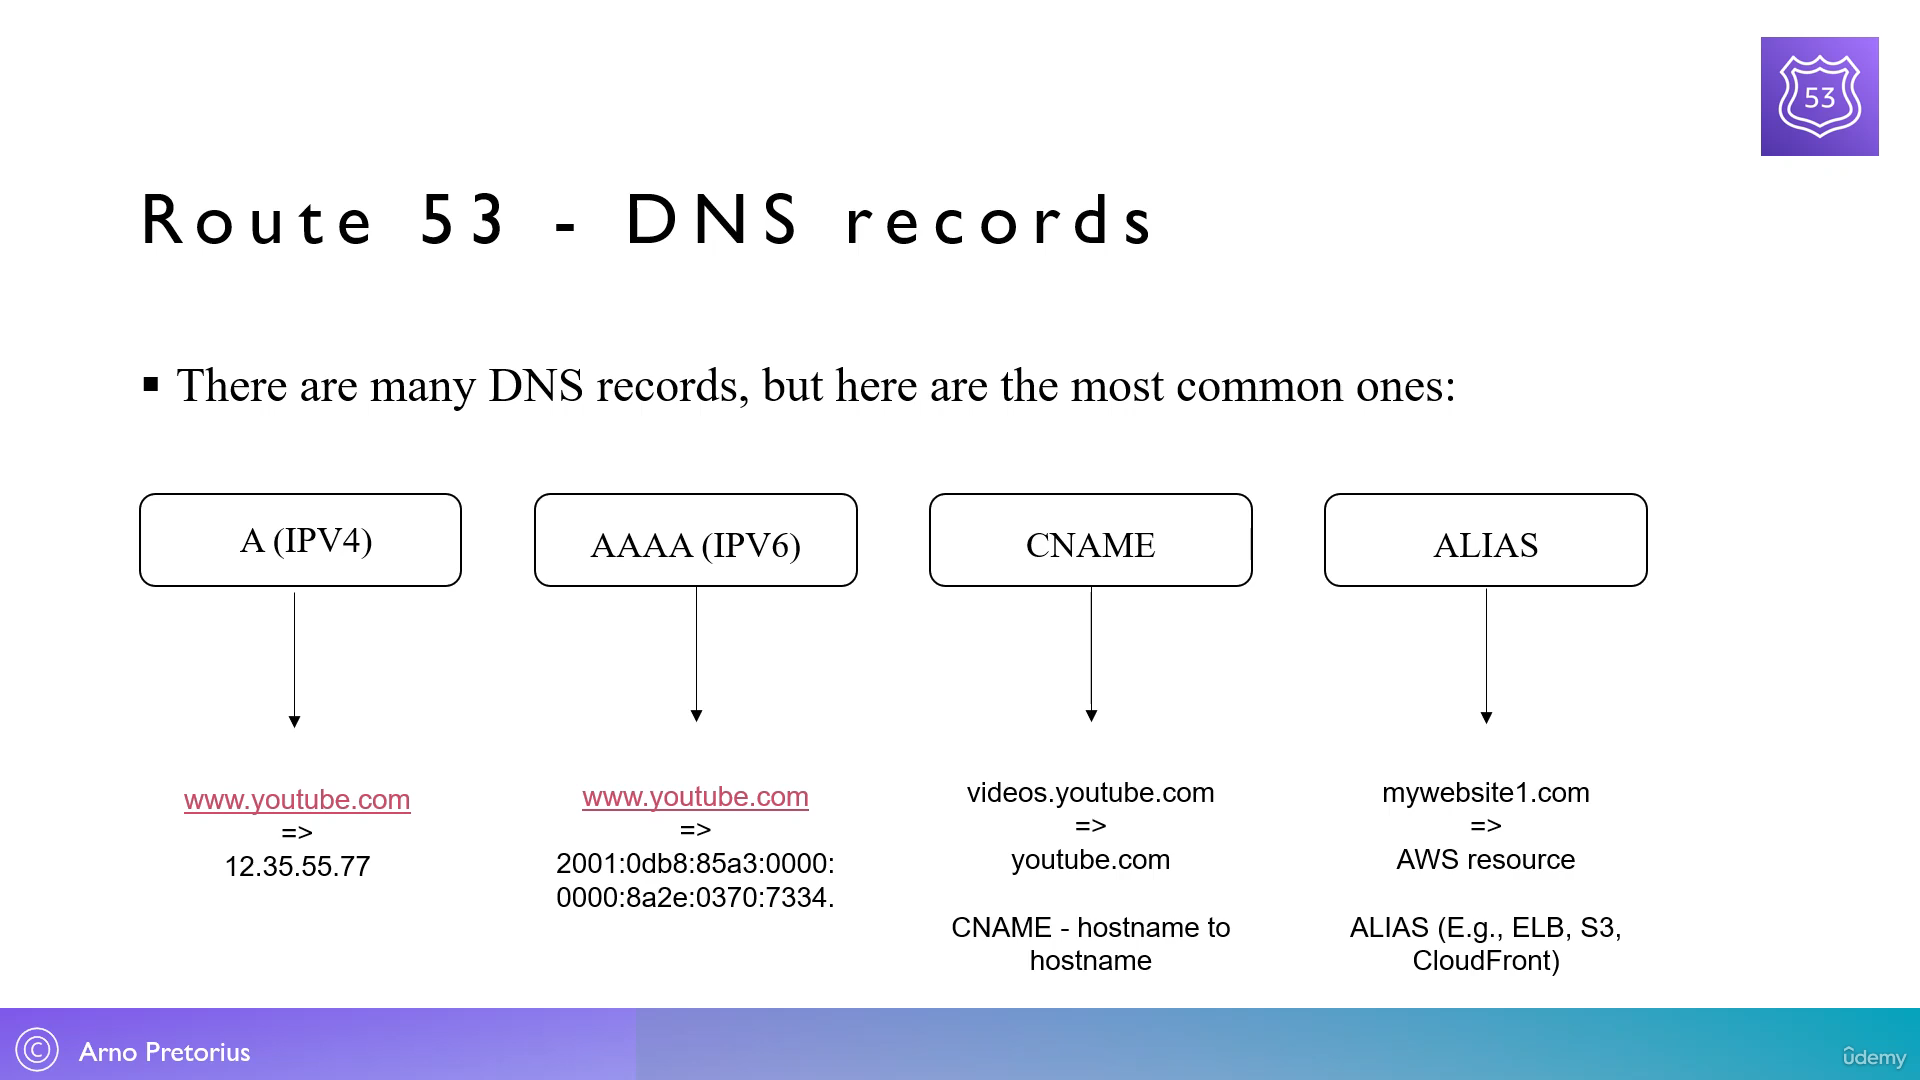 53
Route 53 - DNS records
▪ There are many DNS records, but here are the most common ones:
A (IPV4)
AAAA (IPV6)
CNAME
ALIAS
www.youtube.com
=>
12.35.55.77
www.youtube.com
=>
2001:0db8:85a3:0000:
0000:8a2e:0370:7334.
videos.youtube.com
=>
youtube.com
CNAME - hostname to
hostname
mywebsite1.com
=>
AWS resource
ALIAS (E.g., ELB, S3,
CloudFront)
© Arno Pretorius
ûdemy